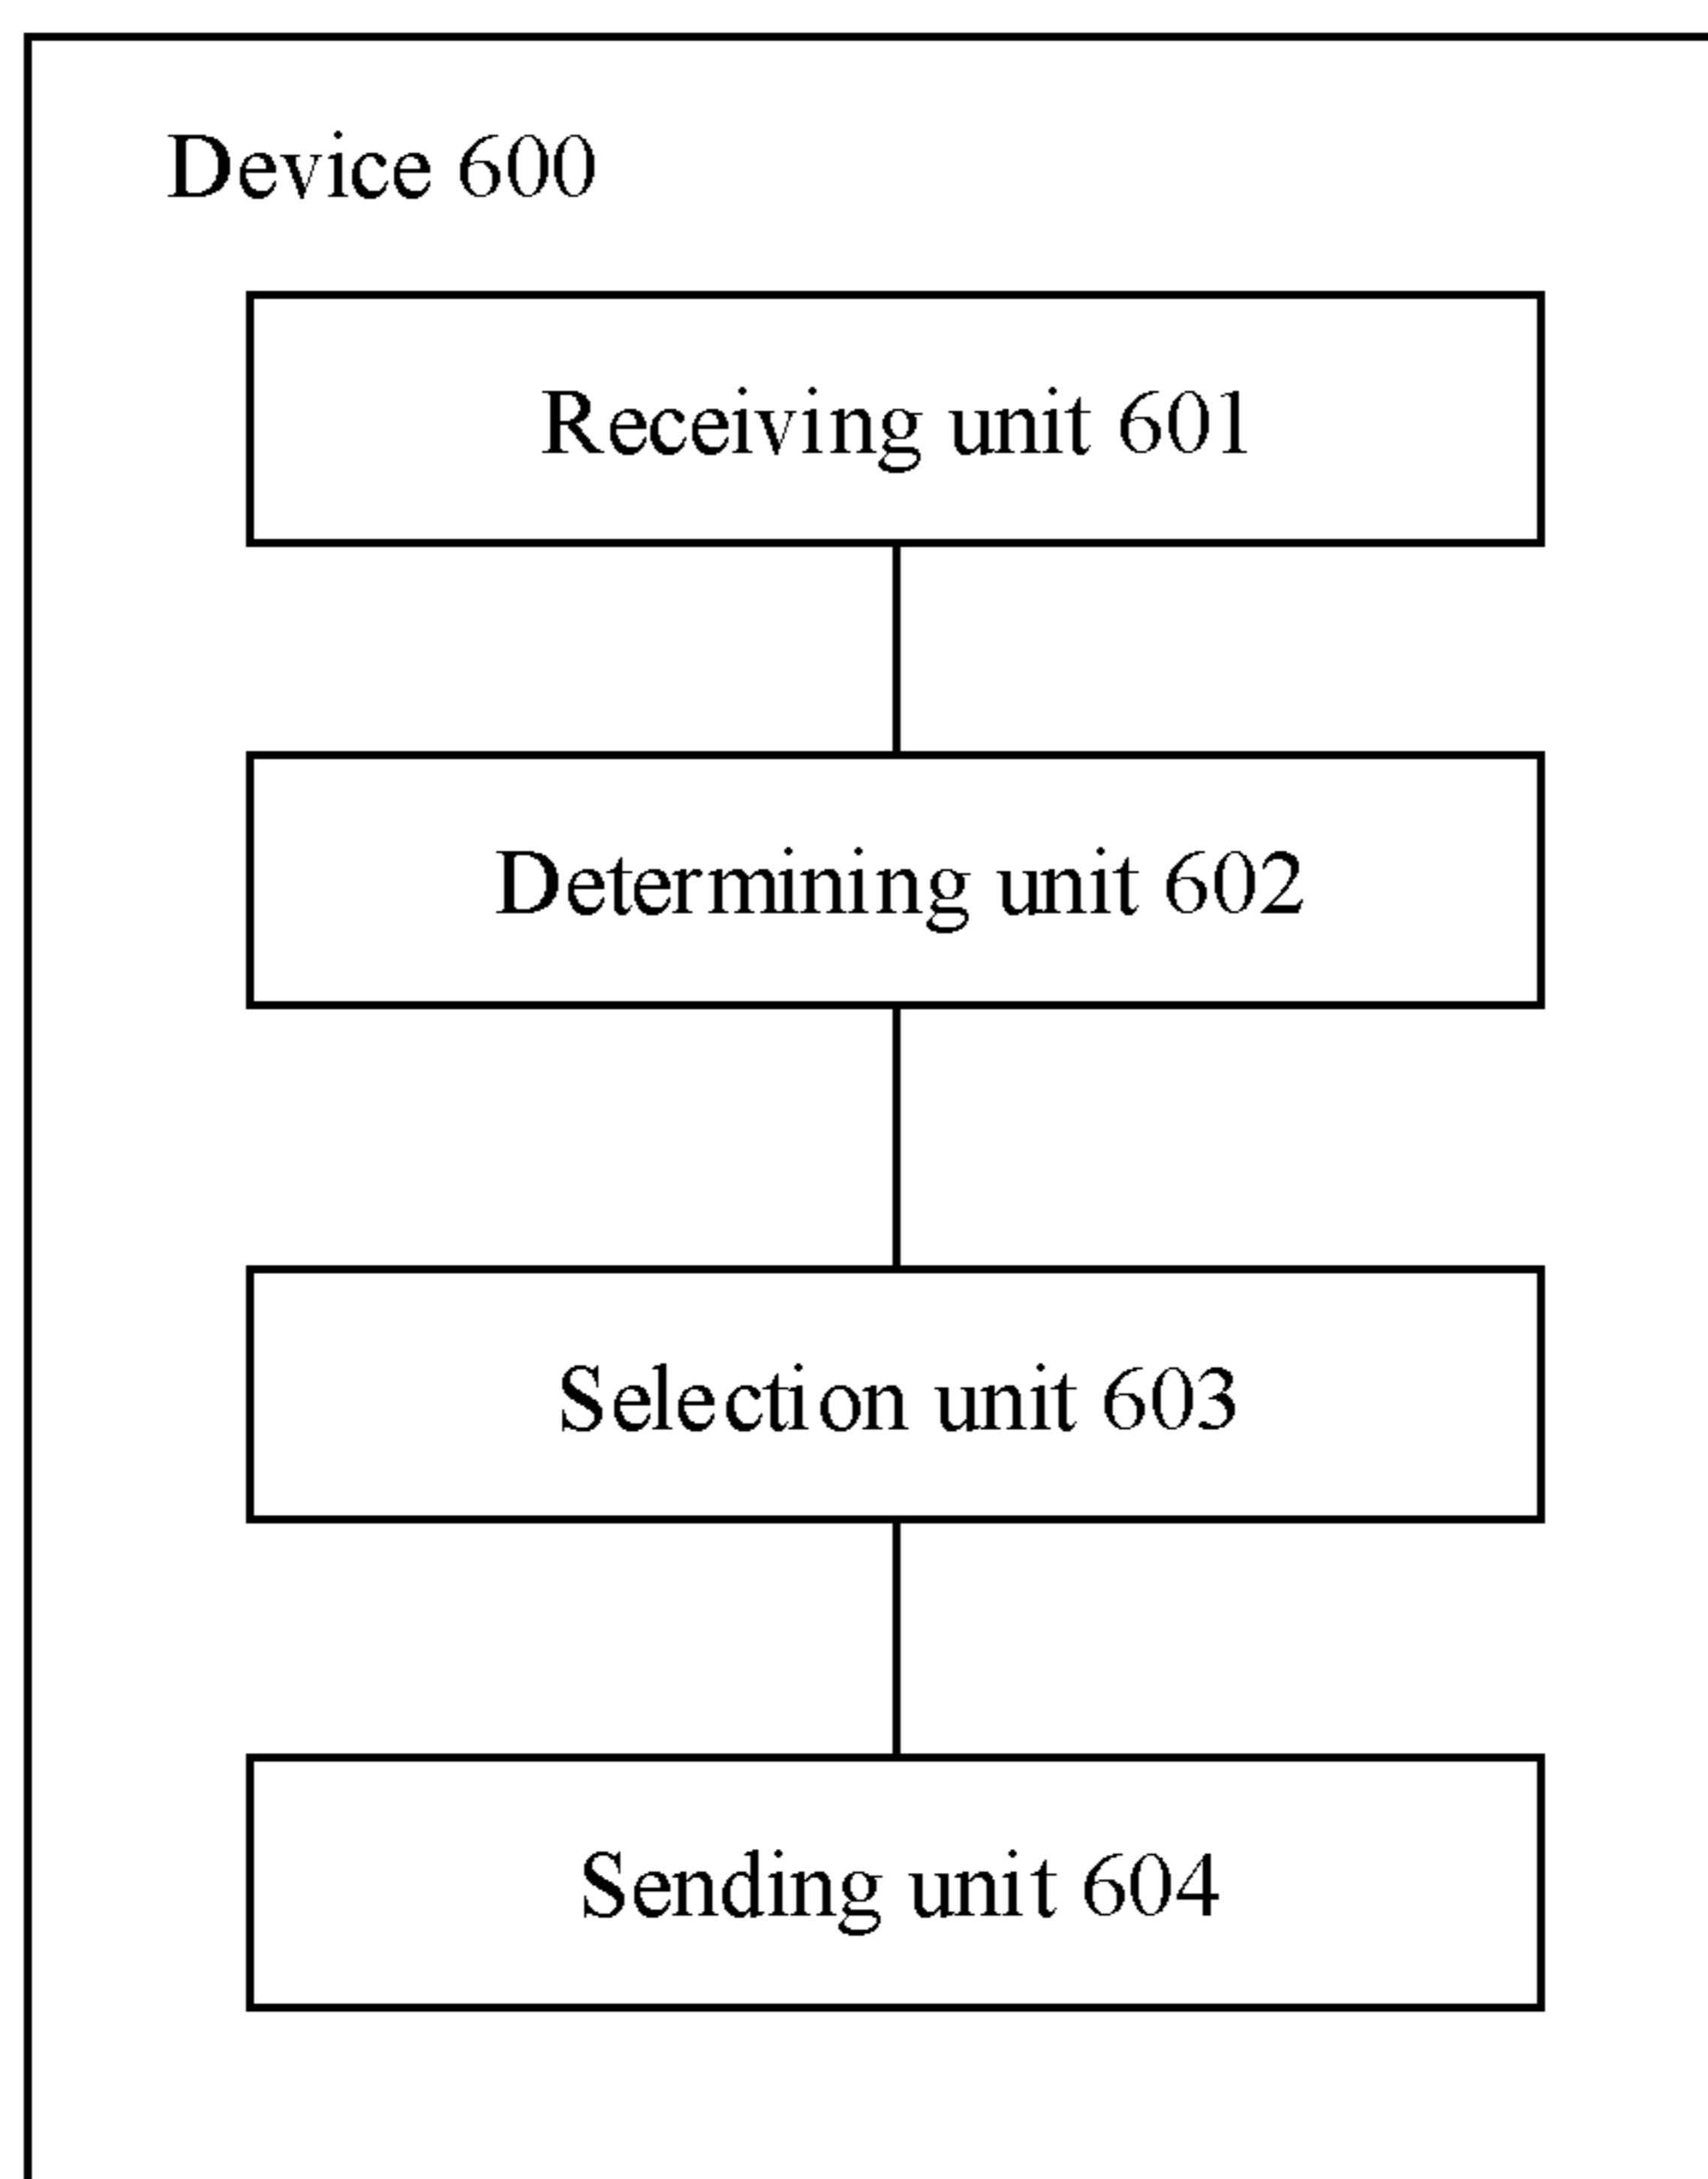 Device 600
Receiving unit 601
Determining unit 602
Selection unit 603
Sending unit 604